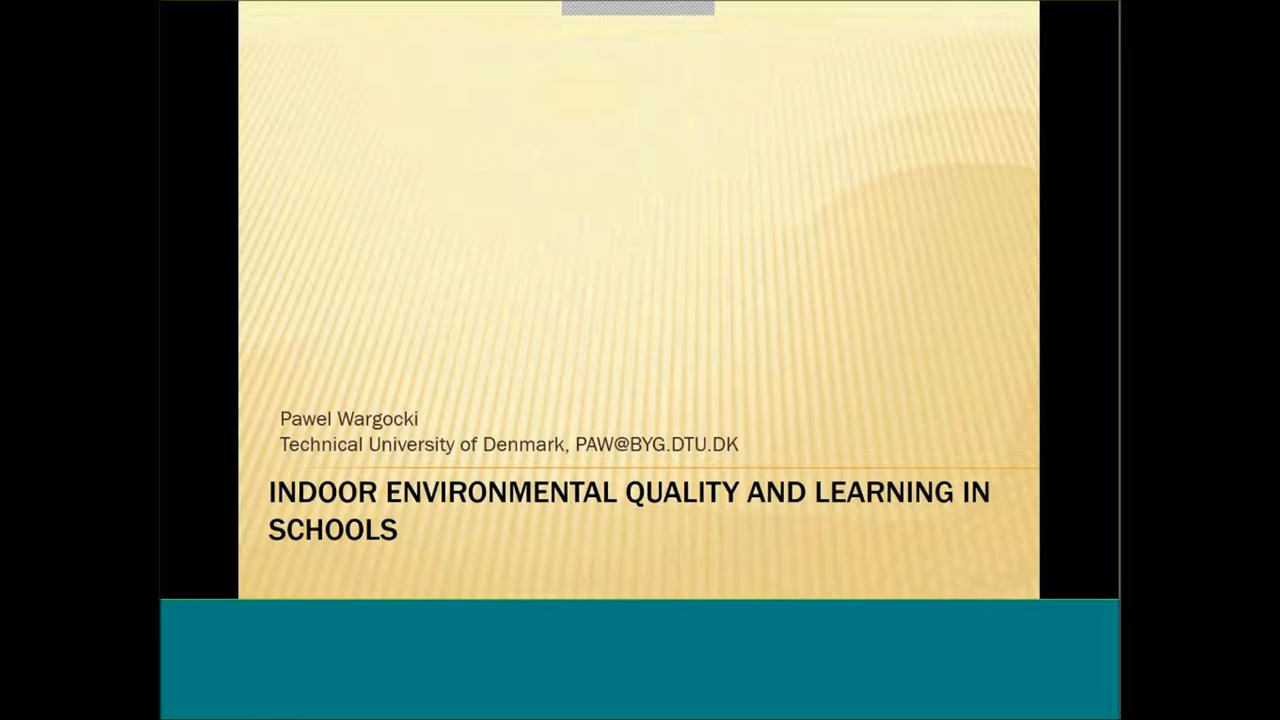 Pawel Wargocki
Technical University of Denmark, PAW@BYG.DTU.DK
INDOOR ENVIRONMENTAL QUALITY AND LEARNING IN
SCHOOLS